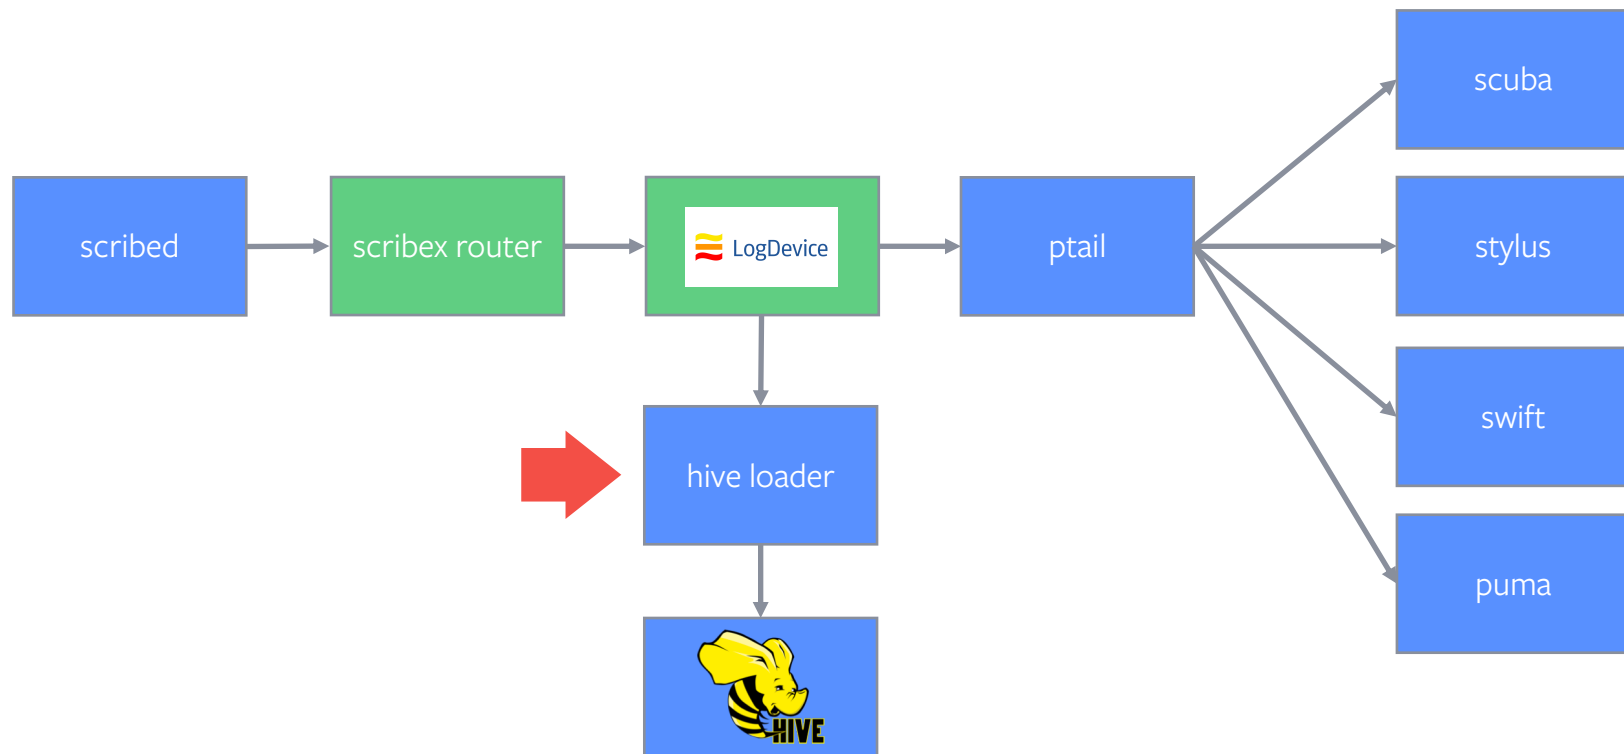 scuba
scribed
scribex router
LogDevice
ptail
stylus
swift
hive loader
puma
HIVE